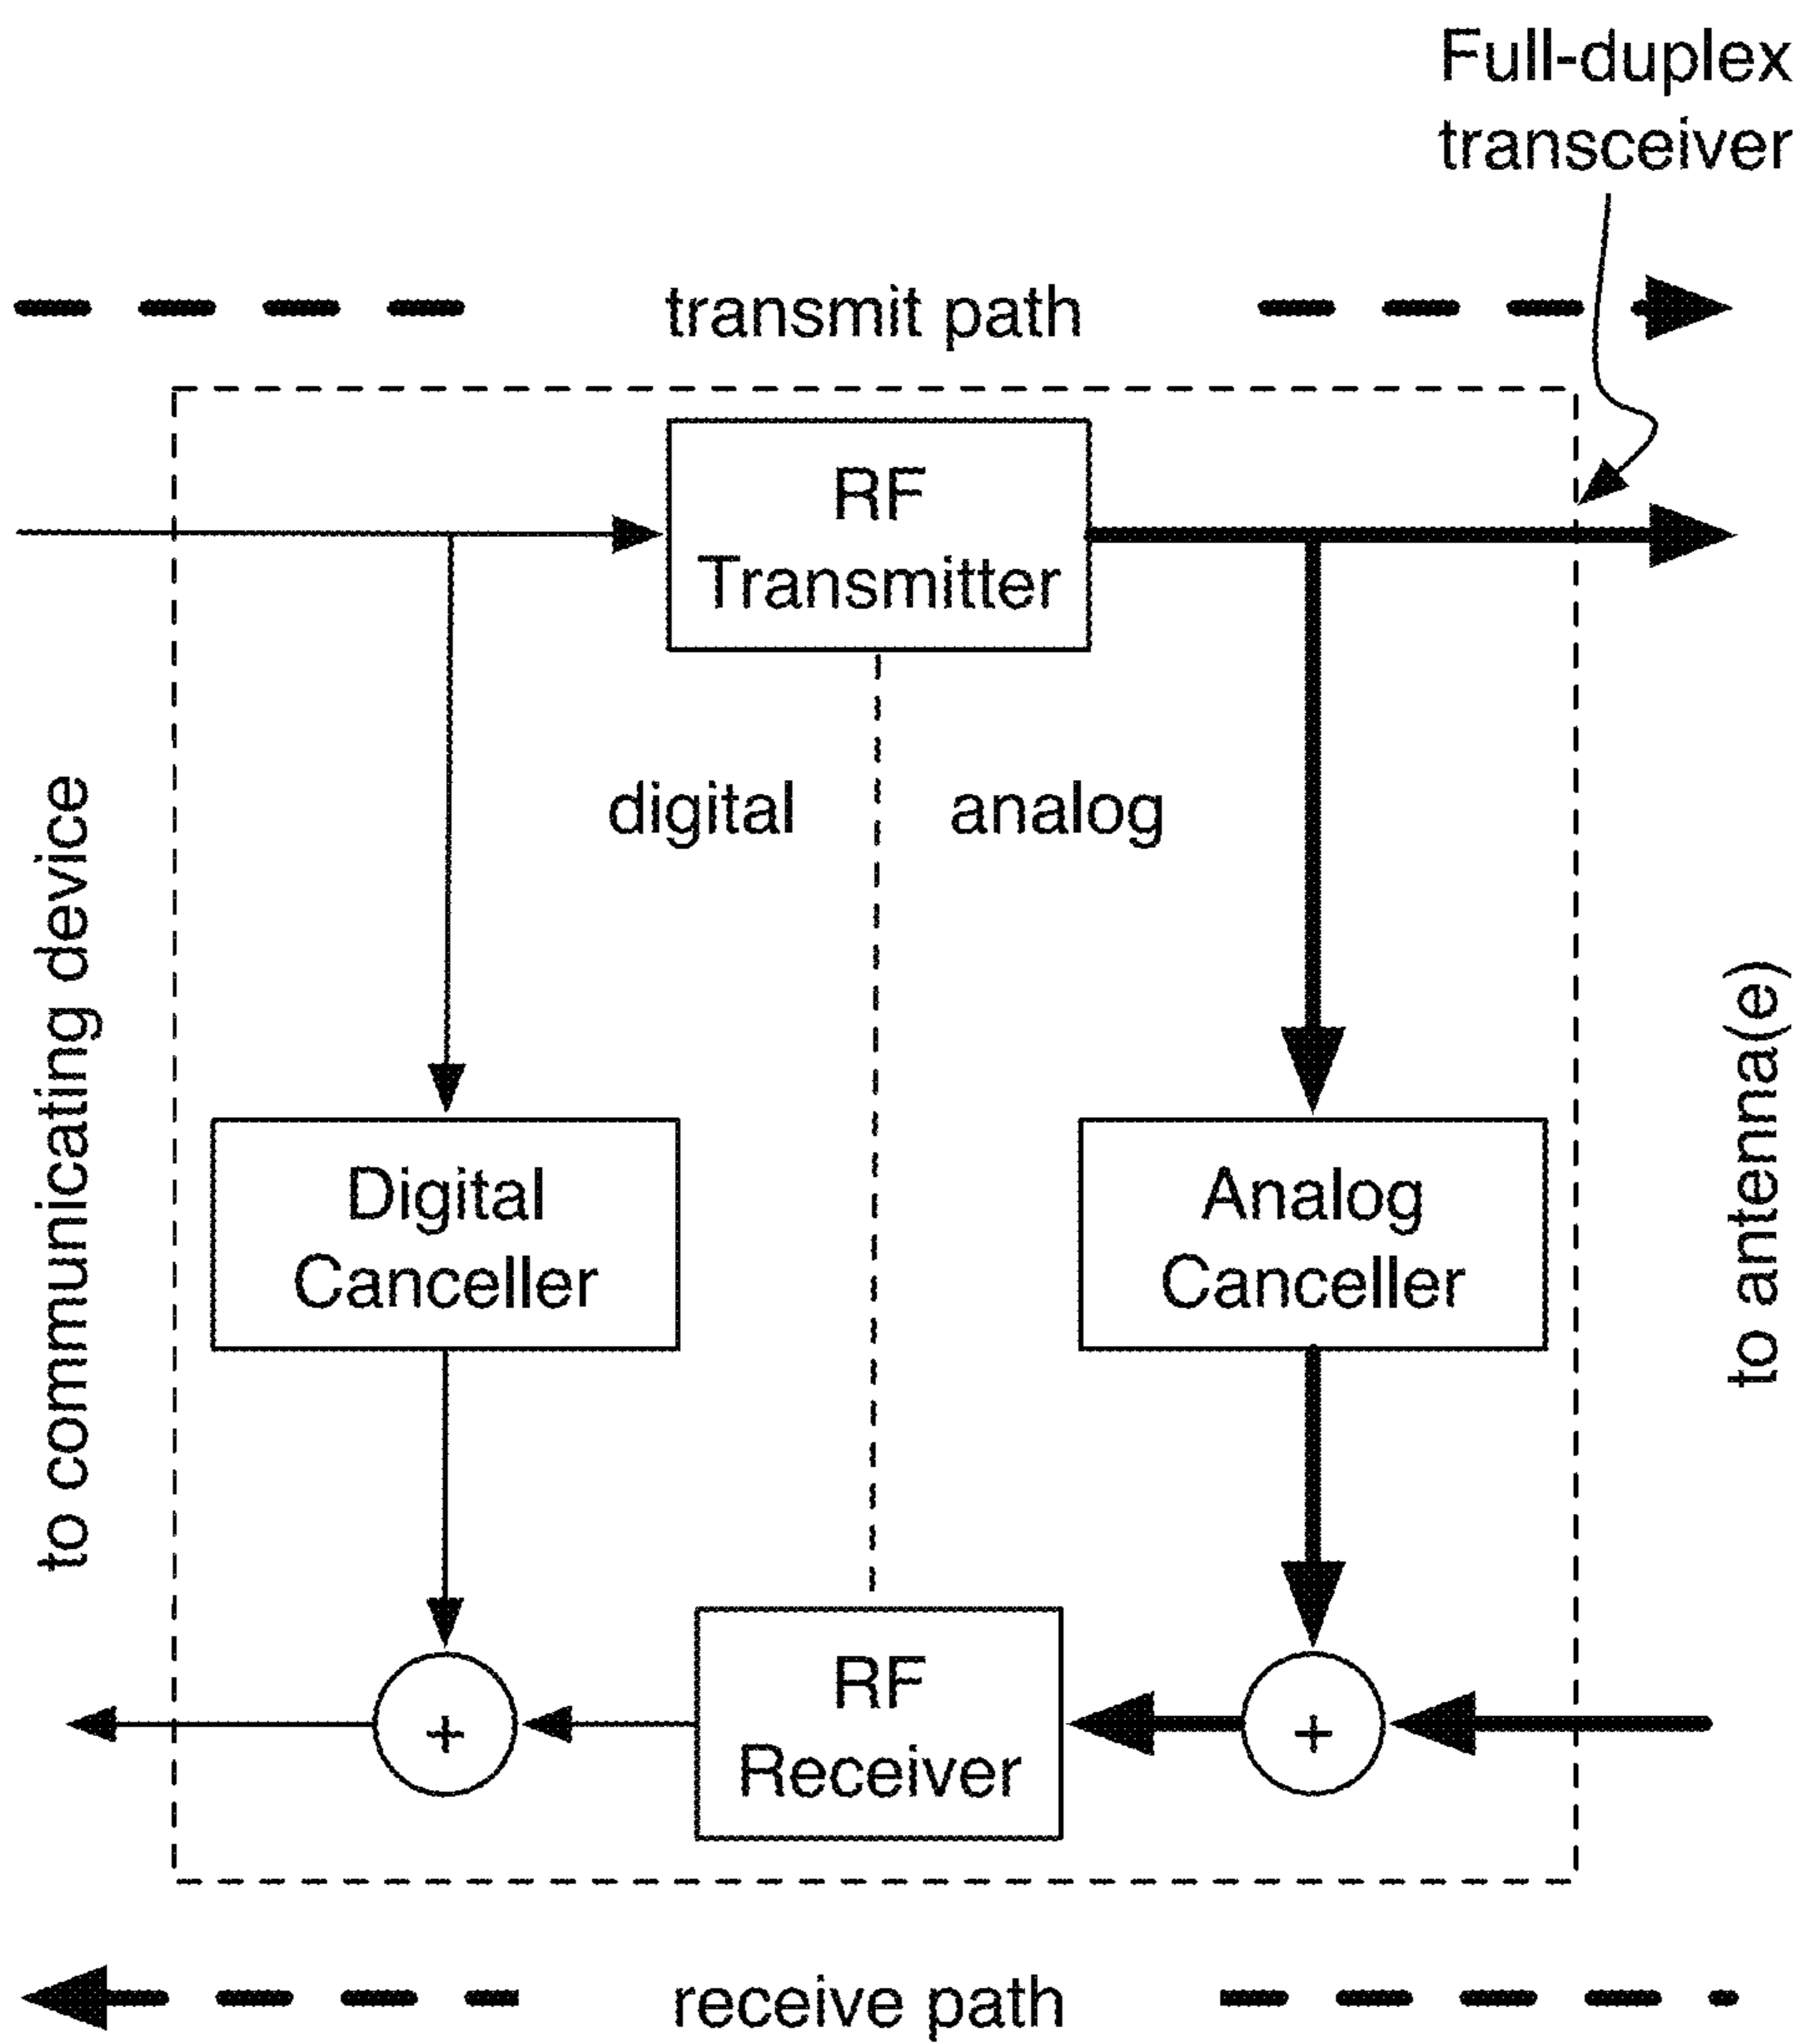 Full-duplex
transceiver
transmit path
RF
Transmitter
digital
analog
to communicating device
to antenna(e)
Digital
Canceller
Analog
Canceller
+
RF
Receiver
+
receive path